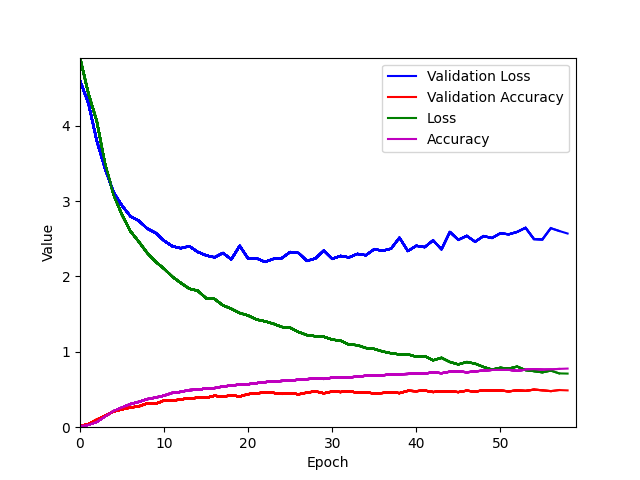 Validation Loss
Validation Accuracy
Loss
Accuracy
4
3
2
1
0
Value
0 10 20 30 40 50
Epoch